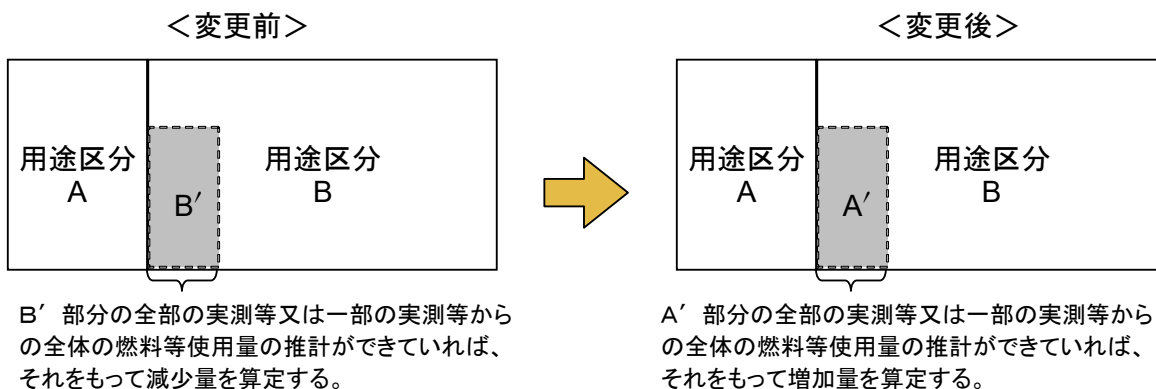 <変更前>
用途区分
A
B′
用途区分
B
B′ 部分の全部の実測等又は一部の実測等から
の全体の燃料等使用量の推計ができていれば、
それをもって減少量を算定する。
<変更後>
用途区分
A
A′
用途区分
B
A′ 部分の全部の実測等又は一部の実測等から
の全体の燃料等使用量の推計ができていれば、
それをもって増加量を算定する。